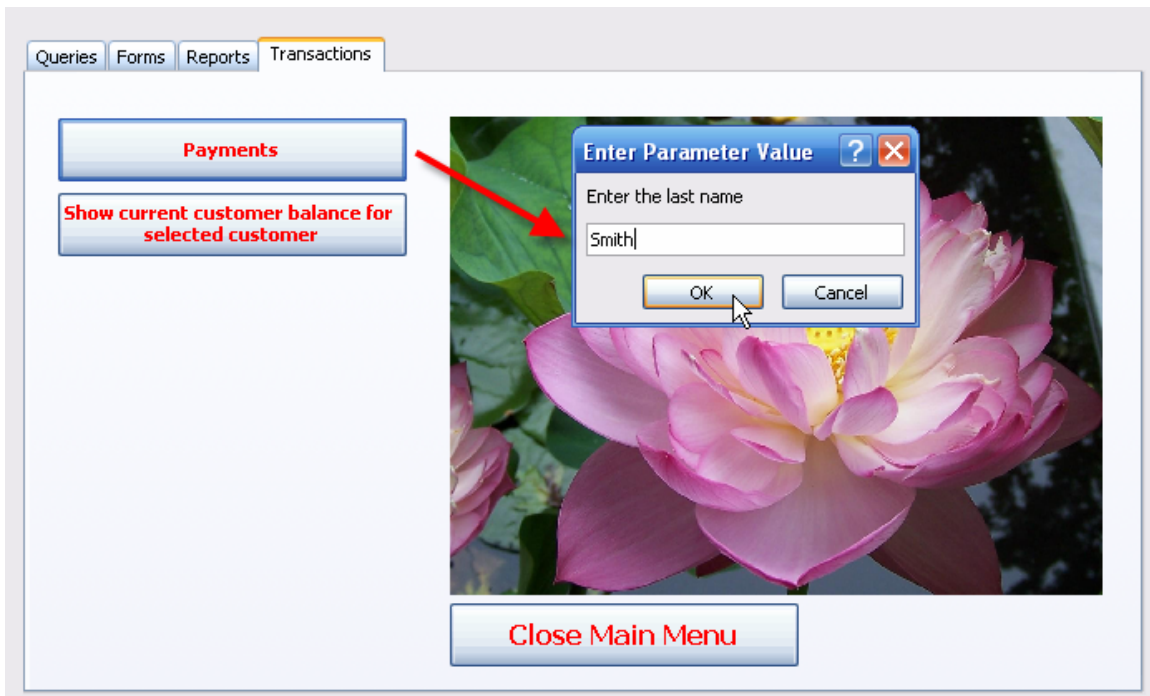 Queries Forms Reports Transactions
Payments
Show current customer balance for
selected customer
Enter Parameter Value ?
Enter the last name
Smith
OK Cancel
Close Main Menu